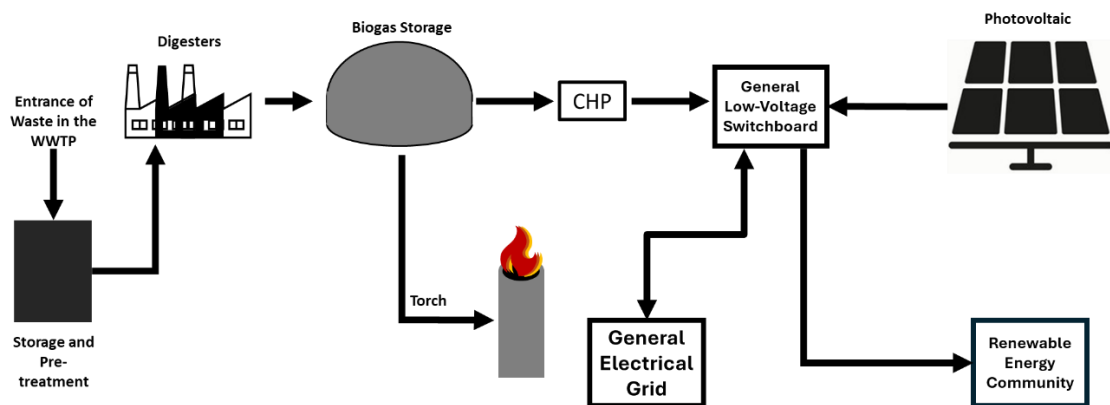 Photovoltaic
Biogas Storage
Digesters
Entrance of
Waste in the
WWTP
CHP
General
Low-Voltage
Switchboard
Torch
Storage and
Pre-
treatment
General
Electrical
Grid
Renewable
Energy
Community